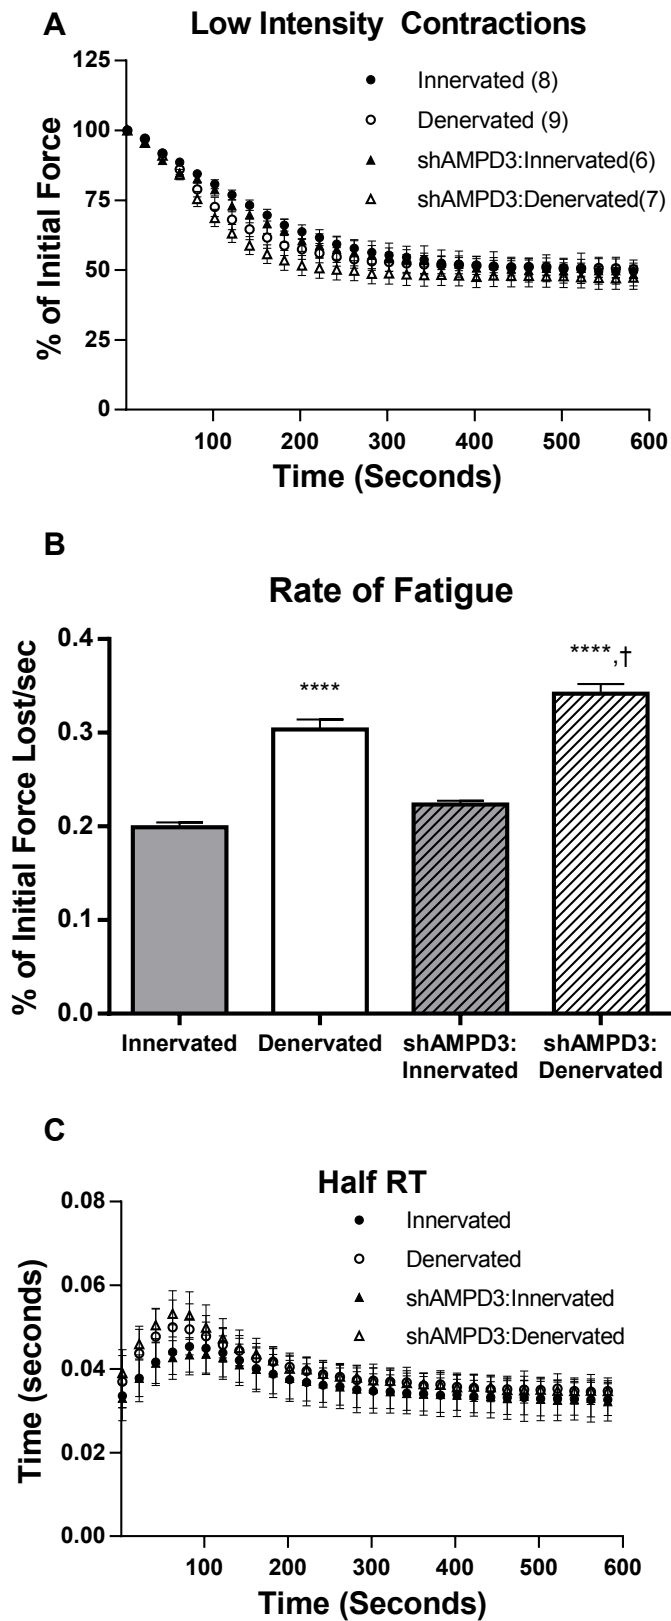 A
Low Intensity Contractions
125
100
75
50
25
0
% of Initial Force
Innervated (8)
Denervated (9)
shAMPD3:Innervated(6)
shAMPD3:Denervated(7)
100 200 300 400 500 600
Time (Seconds)
B
Rate of Fatigue
0.4
0.3
0.2
0.1
0.0
% of Initial Force Lost/sec
****
****,†
Innervated Denervated shAMPD3: shAMPD3:
Innervated Denervated
C
Half RT
0.08
0.06
0.04
0.02
0.00
Time (seconds)
Innervated
Denervated
shAMPD3:Innervated
shAMPD3:Denervated
100 200 300 400 500 600
Time (Seconds)